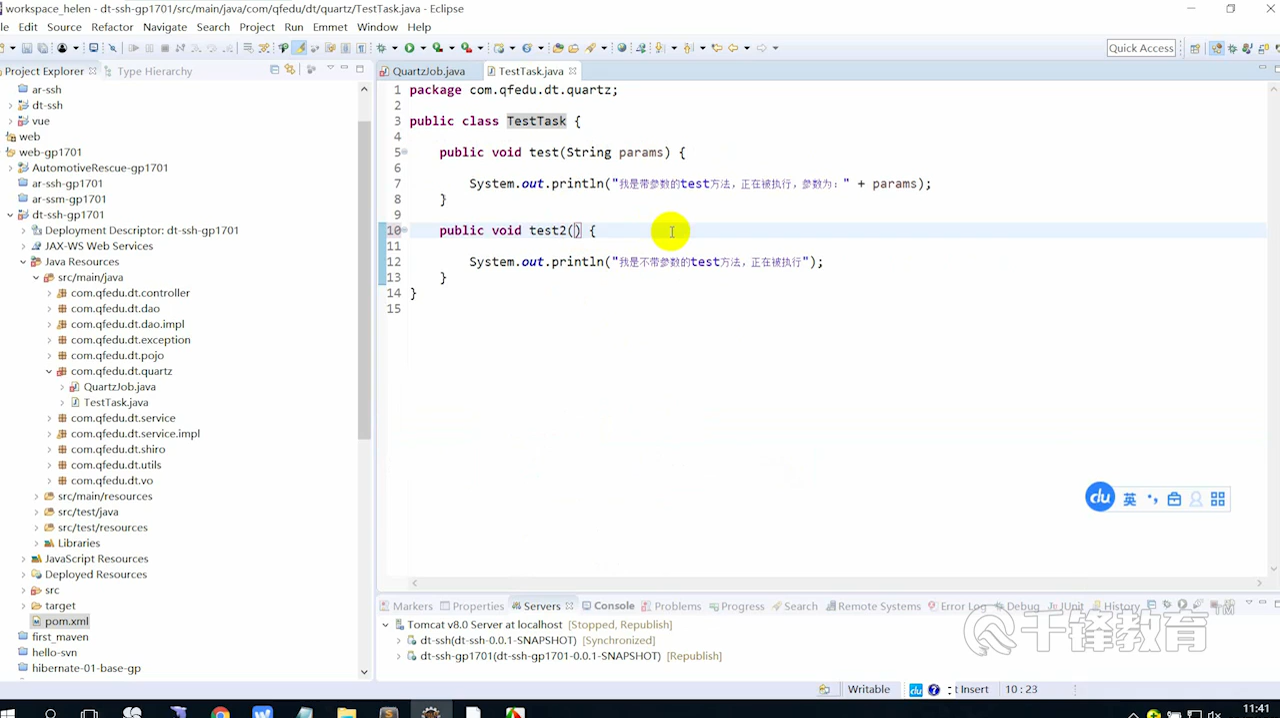 workspace_helen - dt-ssh-gp1701/src/main/java/com/qfedu/dt/quartz/TestTask.java - Eclipse
Edit Source Refactor Navigate Search Project Run Emmet Window Help
Quick Access
Project Explorer Type Hierarchy
QuartzJob.java TestTask.java
ar-ssh
dt-ssh
vue
web
web-gp1701
AutomotiveRescue-gp1701
ar-ssh-gp1701
ar-ssm-gp1701
dt-ssh-gp1701
Deployment Descriptor: dt-ssh-gp1701
JAX-WS Web Services
Java Resources
src/main/java
com.qfedu.dt.controller
com.qfedu.dt.dao
com.qfedu.dt.dao.impl
com.qfedu.dt.exception
com.qfedu.dt.pojo
com.qfedu.dt.quartz
QuartzJob.java
TestTask.java
com.qfedu.dt.service
com.qfedu.dt.service.impl
com.qfedu.dt.shiro
com.qfedu.dt.utils
com.qfedu.dt.vo
src/main/resources
src/test/java
src/test/resources
Libraries
JavaScript Resources
Deployed Resources
src
target
pom.xml
first_maven
hello-svn
hibernate-01-base-gp
1 package com.qfedu.dt.quartz;
2
3 public class TestTask {
4
5 public void test(String params) {
6
7 System.out.println("我是带参数的test方法，正在被执行，参数为：" + params);
8 }
9
10 public void test2() {
11
12 System.out.println("我是不带参数的test方法，正在被执行");
13 }
14 }
15
du 英
Markers Properties Servers Console Problems Progress Search Remote Systems Error Log Debug JUnit History
Tomcat v8.0 Server at localhost [Stopped, Republish]
dt-ssh(dt-ssh-0.0.1-SNAPSHOT) [Synchronized]
dt-ssh-gp1701(dt-ssh-gp1701-0.0.1-SNAPSHOT) [Republish]
千锋教育
Writable du t Insert 10 : 23
11:41